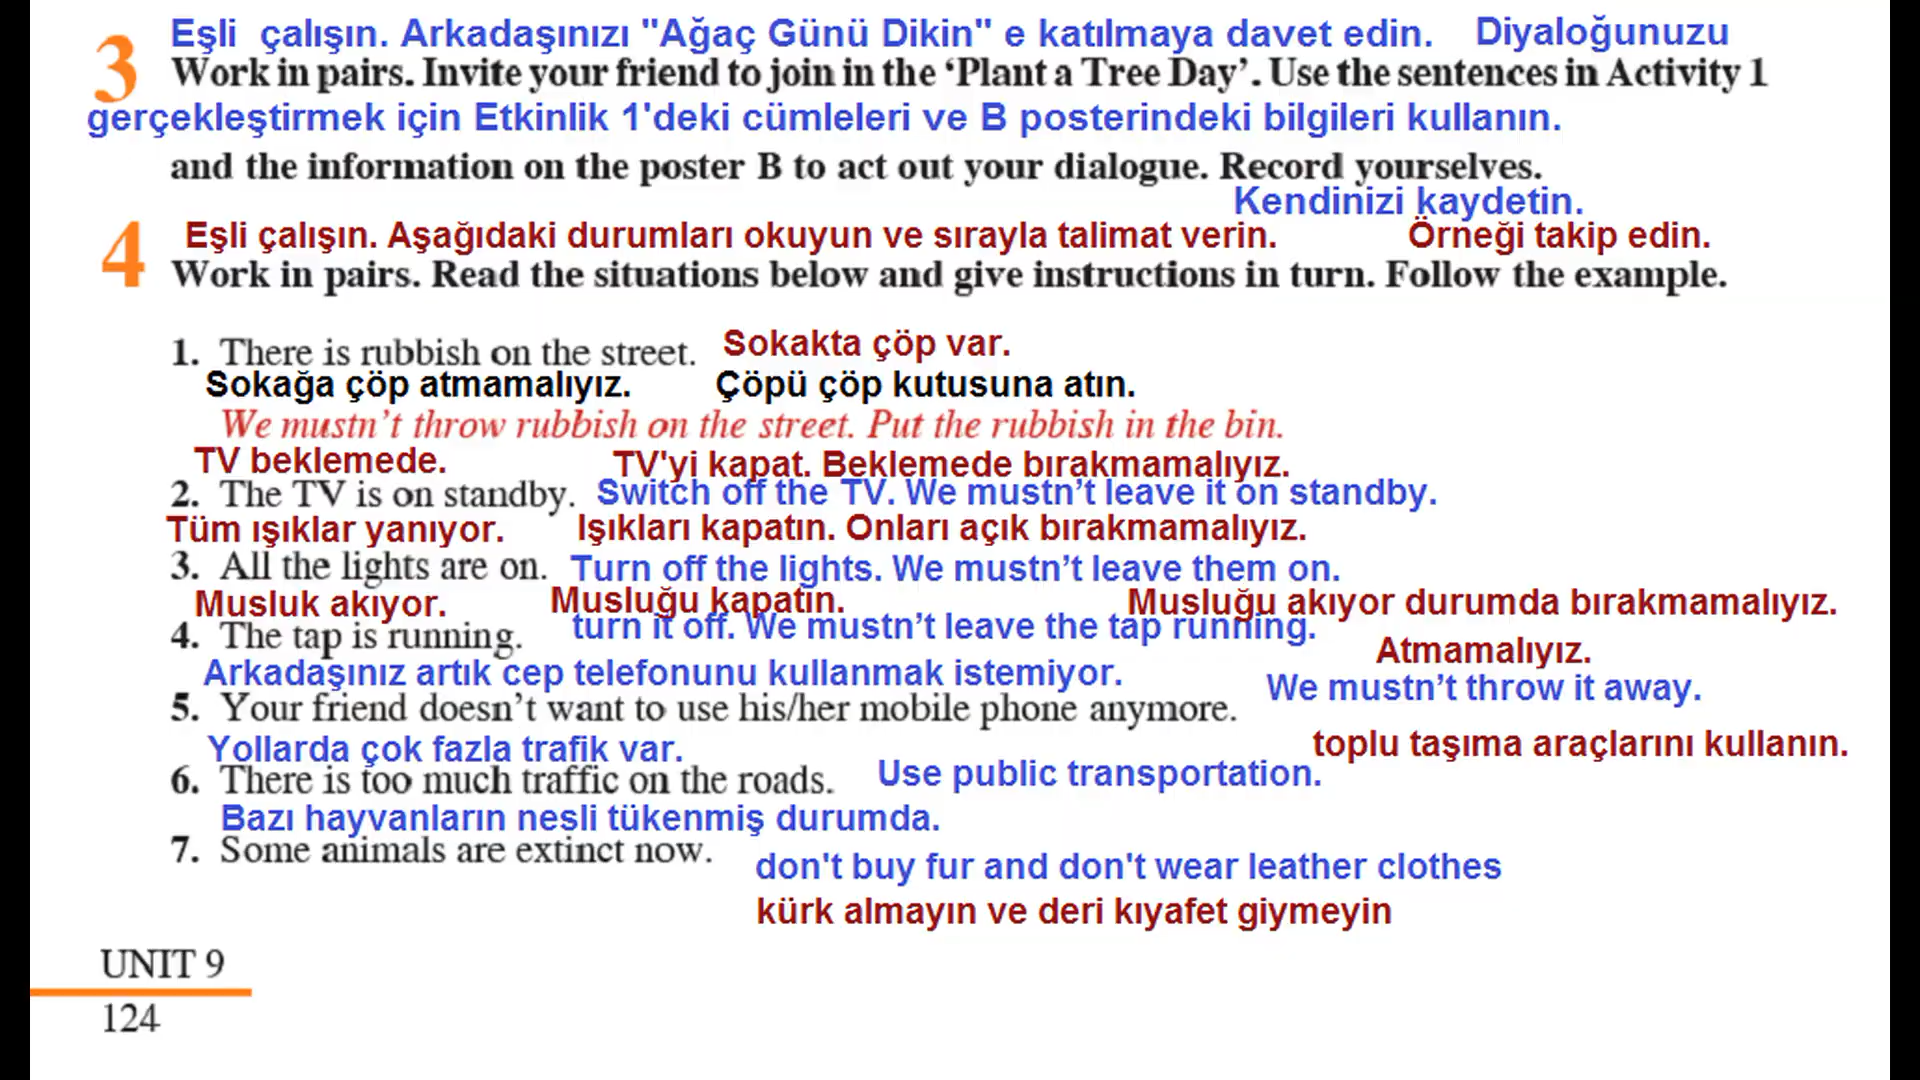 Eşli çalışın. Arkadaşınızı "Ağaç Günü Dikin" e katılmaya davet edin. Diyaloğunuzu
3 Work in pairs. Invite your friend to join in the ‘Plant a Tree Day’. Use the sentences in Activity 1
gerçekleştirmek için Etkinlik 1'deki cümleleri ve B posterindeki bilgileri kullanın.
and the information on the poster B to act out your dialogue. Record yourselves.
Kendinizi kaydetin.
Eşli çalışın. Aşağıdaki durumları okuyun ve sırayla talimat verin. Örneği takip edin.
4 Work in pairs. Read the situations below and give instructions in turn. Follow the example.
1. There is rubbish on the street. Sokakta çöp var.
Sokağa çöp atmamalıyız. Çöpü çöp kutusuna atın.
We mustn’t throw rubbish on the street. Put the rubbish in the bin.
TV beklemede. TV'yi kapat. Beklemede bırakmamalıyız.
2. The TV is on standby. Switch off the TV. We mustn’t leave it on standby.
Tüm ışıklar yanıyor. Işıkları kapatın. Onları açık bırakmamalıyız.
3. All the lights are on. Turn off the lights. We mustn’t leave them on.
Musluk akıyor. Musluğu kapatın. Musluğu akıyor durumda bırakmamalıyız.
4. The tap is running. turn it off. We mustn’t leave the tap running.
Atmamalıyız.
Arkadaşınız artık cep telefonunu kullanmak istemiyor.
5. Your friend doesn’t want to use his/her mobile phone anymore. We mustn’t throw it away.
Yollarda çok fazla trafik var. toplu taşıma araçlarını kullanın.
6. There is too much traffic on the roads. Use public transportation.
Bazı hayvanların nesli tükenmiş durumda.
7. Some animals are extinct now. don't buy fur and don't wear leather clothes
kürk almayın ve deri kıyafet giymeyin
UNIT 9
124